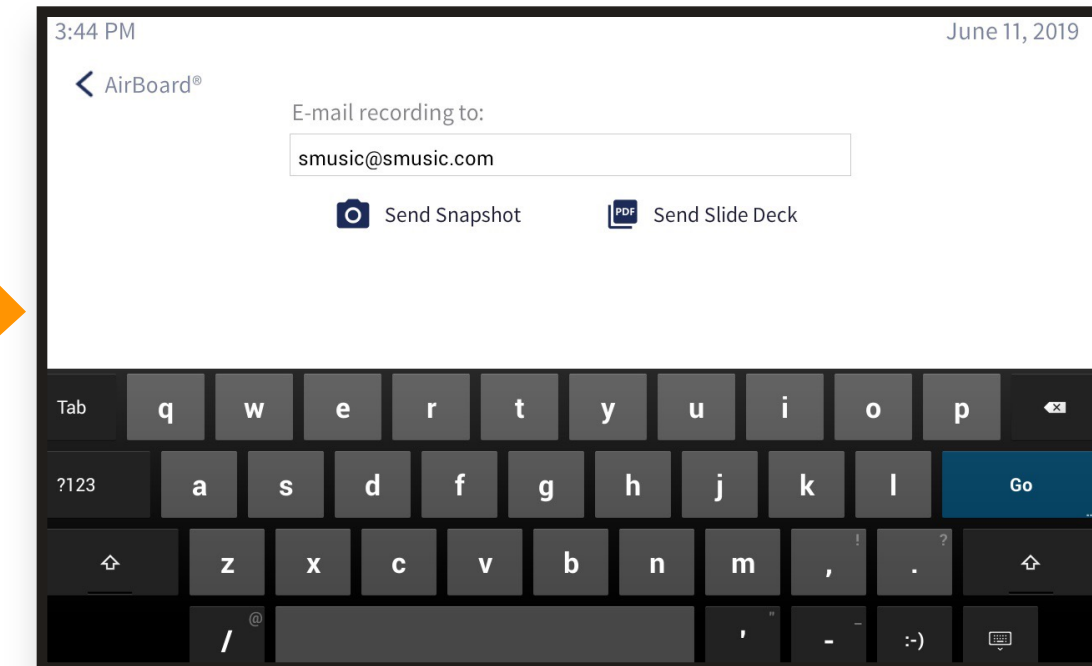 3:44 PM June 11, 2019
AirBoard®
E-mail recording to:
smusic@smusic.com
Send Snapshot PDF Send Slide Deck
Tab q w e r t y u i o p
?123 a s d f g h j k l Go
z x c v b n m , ! . ?
/ @ ' " - _ :-)